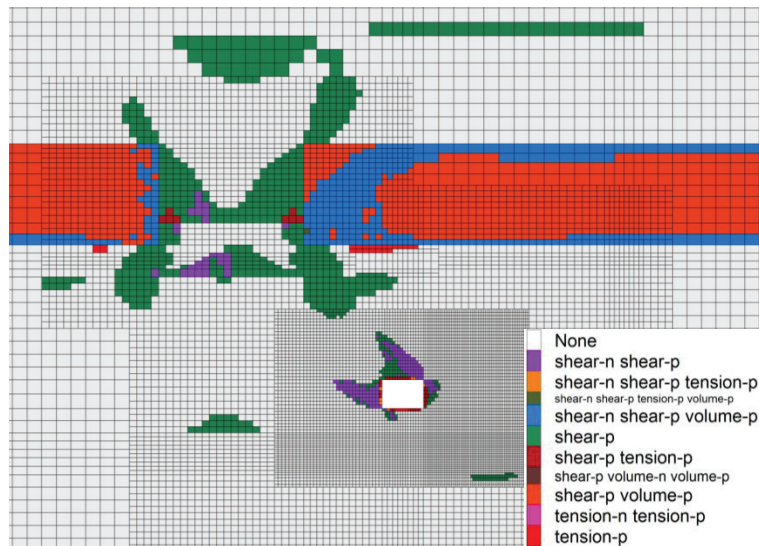 None
shear-n shear-p
shear-n shear-p tension-p
shear-n shear-p tension-p volume-p
shear-n shear-p volume-p
shear-p
shear-p tension-p
shear-p volume-n volume-p
shear-p volume-p
tension-n tension-p
tension-p